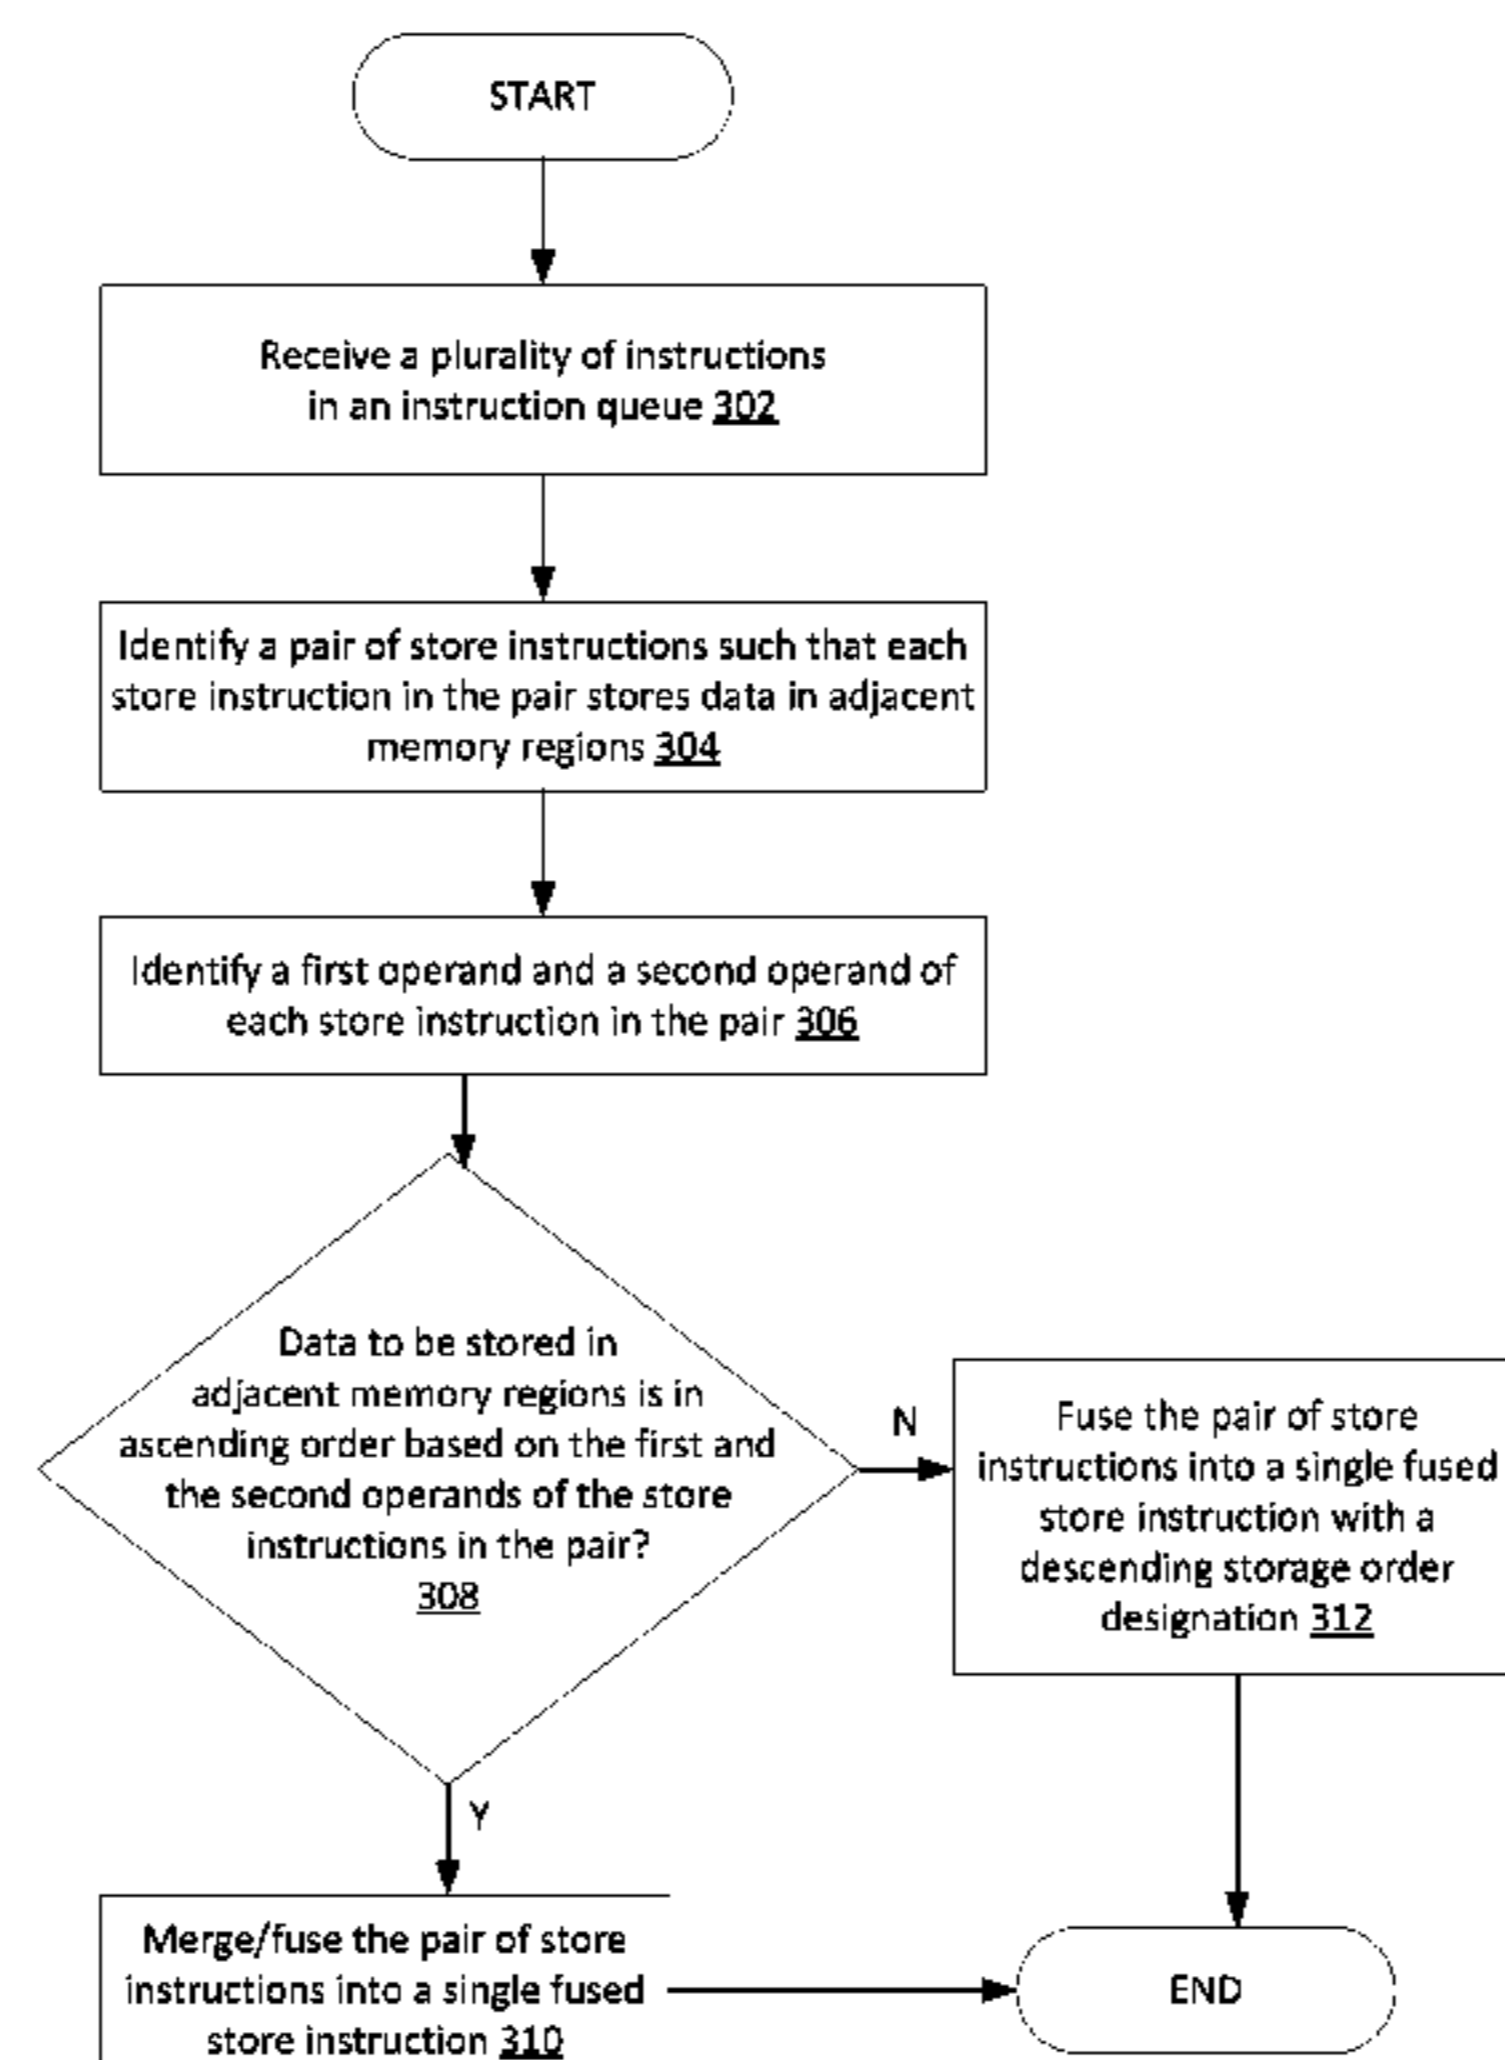 START
Receive a plurality of instructions
in an instruction queue 302
Identify a pair of store instructions such that each
store instruction in the pair stores data in adjacent
memory regions 304
Identify a first operand and a second operand of
each store instruction in the pair 306
Data to be stored in
adjacent memory regions is in
ascending order based on the first and
the second operands of the store
instructions in the pair?
308
N
Fuse the pair of store
instructions into a single fused
store instruction with a
descending storage order
designation 312
Y
Merge/fuse the pair of store
instructions into a single fused
store instruction 310
END